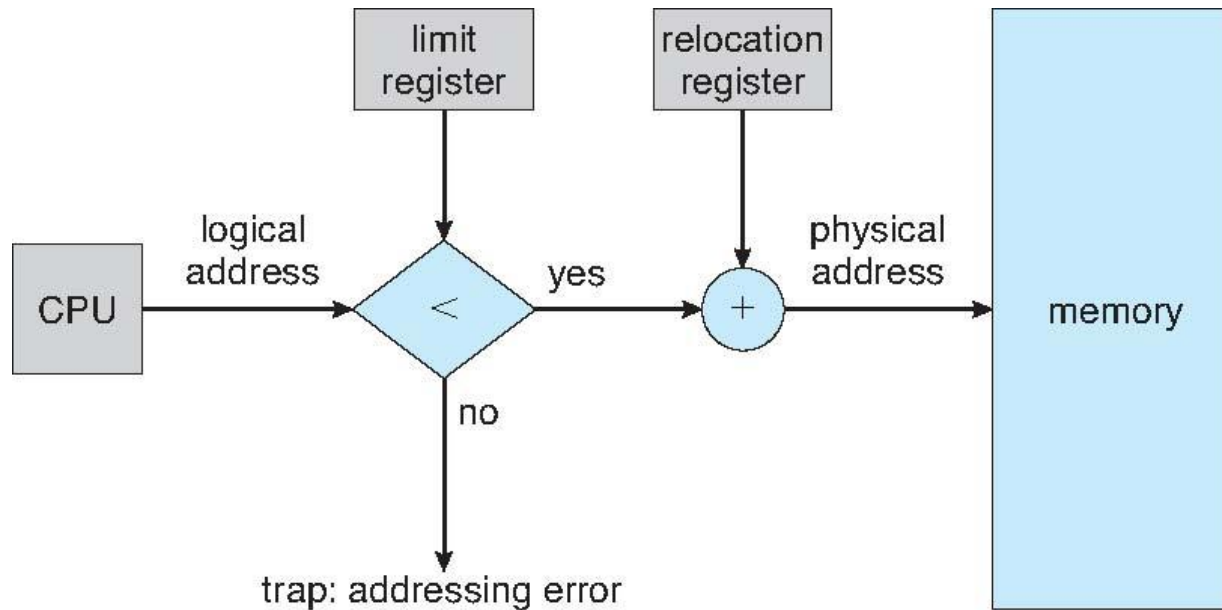 limit
register
relocation
register
logical
address
physical
address
CPU
<
yes
+
memory
no
trap: addressing error